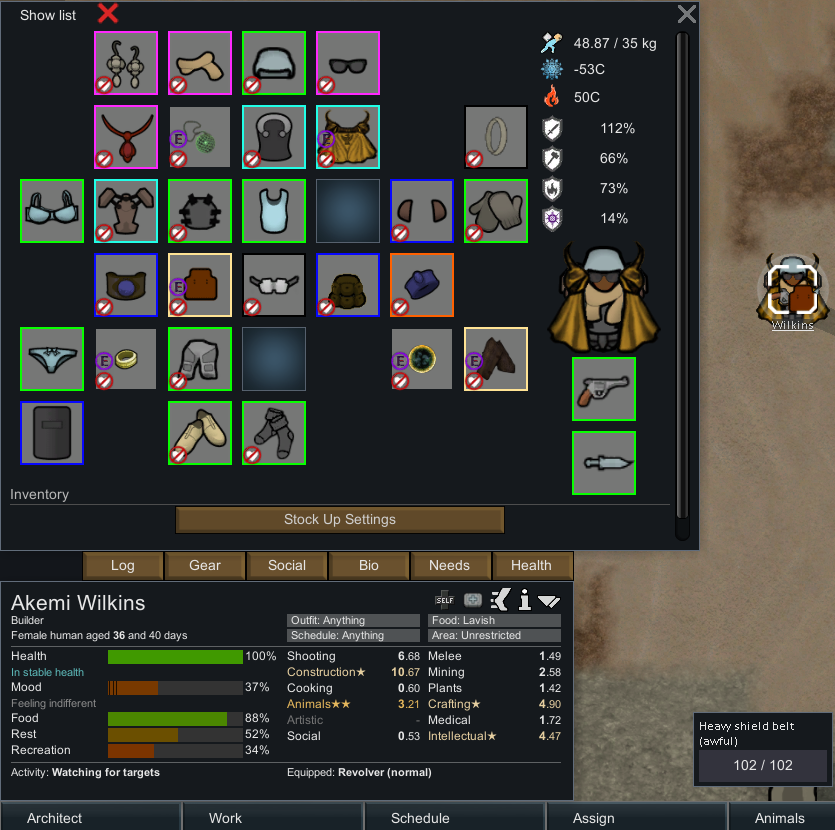 Show list
48.87 / 35 kg
-53C
50C
112%
66%
73%
14%
E
E
E
E
E
E
Wilkins
Inventory
Stock Up Settings
Log Gear Social Bio Needs Health
Akemi Wilkins
SELF
Builder
Outfit: Anything Food: Lavish
Female human aged 36 and 40 days
Schedule: Anything Area: Unrestricted
Health 100% Shooting 6.68 Melee 1.49
In stable health Construction★ 10.67 Mining 2.58
Mood 37% Cooking 0.60 Plants 1.42
Feeling indifferent Animals★★ 3.21 Crafting★ 4.90
Food 88% Artistic - Medical 1.72
Rest 52% Social 0.53 Intellectual★ 4.47
Recreation 34%
Activity: Watching for targets Equipped: Revolver (normal)
Heavy shield belt
(awful)
102 / 102
Architect Work Schedule Assign Animals